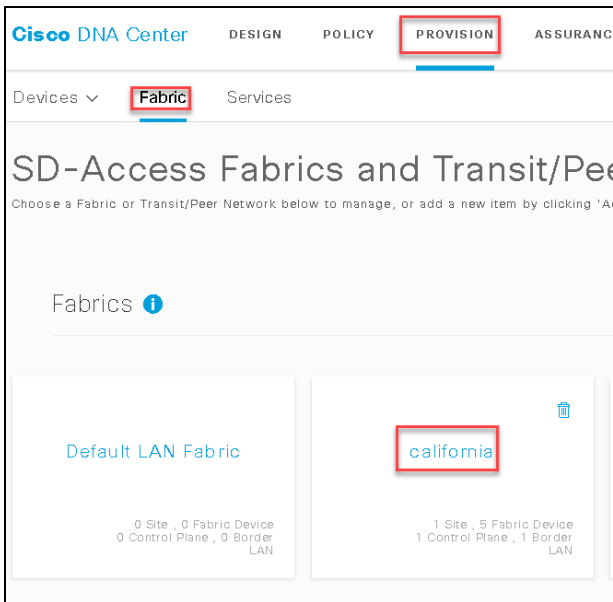 Cisco DNA Center DESIGN POLICY PROVISION ASSURANC
Devices Fabric Services
SD-Access Fabrics and Transit/Pee
Choose a Fabric or Transit/Peer Network below to manage, or add a new item by clicking 'A
Fabrics
Default LAN Fabric
0 Site , 0 Fabric Device
0 Control Plane , 0 Border
LAN
california
1 Site , 5 Fabric Device
1 Control Plane , 1 Border
LAN